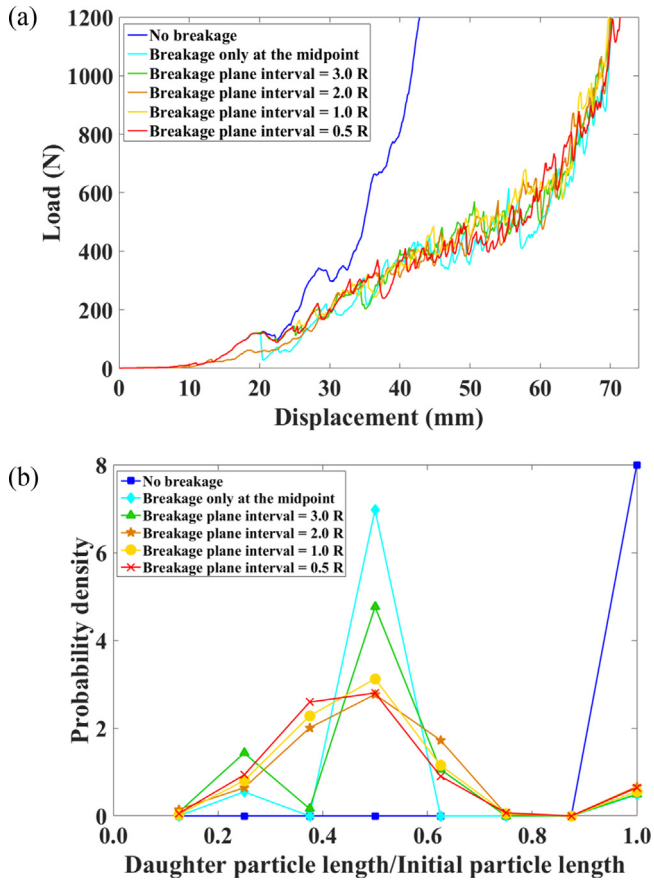 (a)
1200
1000
800
600
400
200
0
Load (N)
No breakage
Breakage only at the midpoint
Breakage plane interval = 3.0 R
Breakage plane interval = 2.0 R
Breakage plane interval = 1.0 R
Breakage plane interval = 0.5 R
0 10 20 30 40 50 60 70
Displacement (mm)
(b)
8
6
4
2
0
Probability density
No breakage
Breakage only at the midpoint
Breakage plane interval = 3.0 R
Breakage plane interval = 2.0 R
Breakage plane interval = 1.0 R
Breakage plane interval = 0.5 R
0.0 0.2 0.4 0.6 0.8 1.0
Daughter particle length/Initial particle length